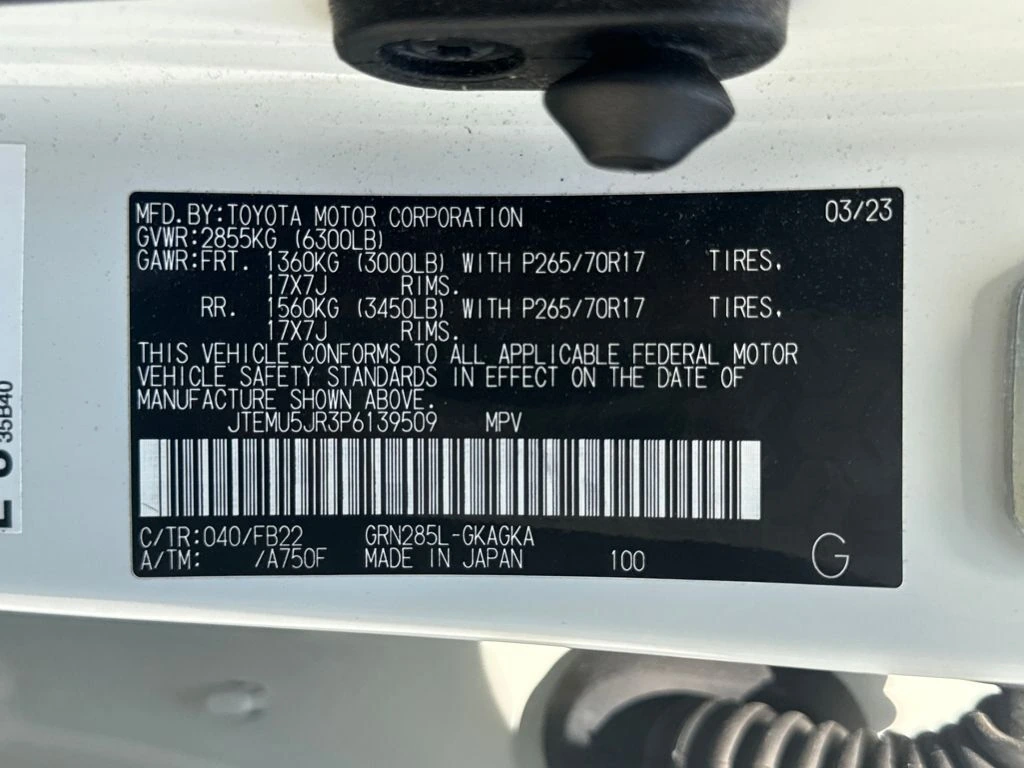 MFD.BY:TOYOTA MOTOR CORPORATION 03/23
GVWR:2855KG (6300LB)
GAWR:FRT. 1360KG (3000LB) WITH P265/70R17 TIRES.
17X7J RIMS.
RR. 1560KG (3450LB) WITH P265/70R17 TIRES.
17X7J RIMS.
THIS VEHICLE CONFORMS TO ALL APPLICABLE FEDERAL MOTOR
VEHICLE SAFETY STANDARDS IN EFFECT ON THE DATE OF
MANUFACTURE SHOWN ABOVE.
JTEMU5JR3P6139509 MPV
C/TR:040/FB22 GRN285L-GKAGKA
A/TM: /A750F MADE IN JAPAN 100 G
35B40